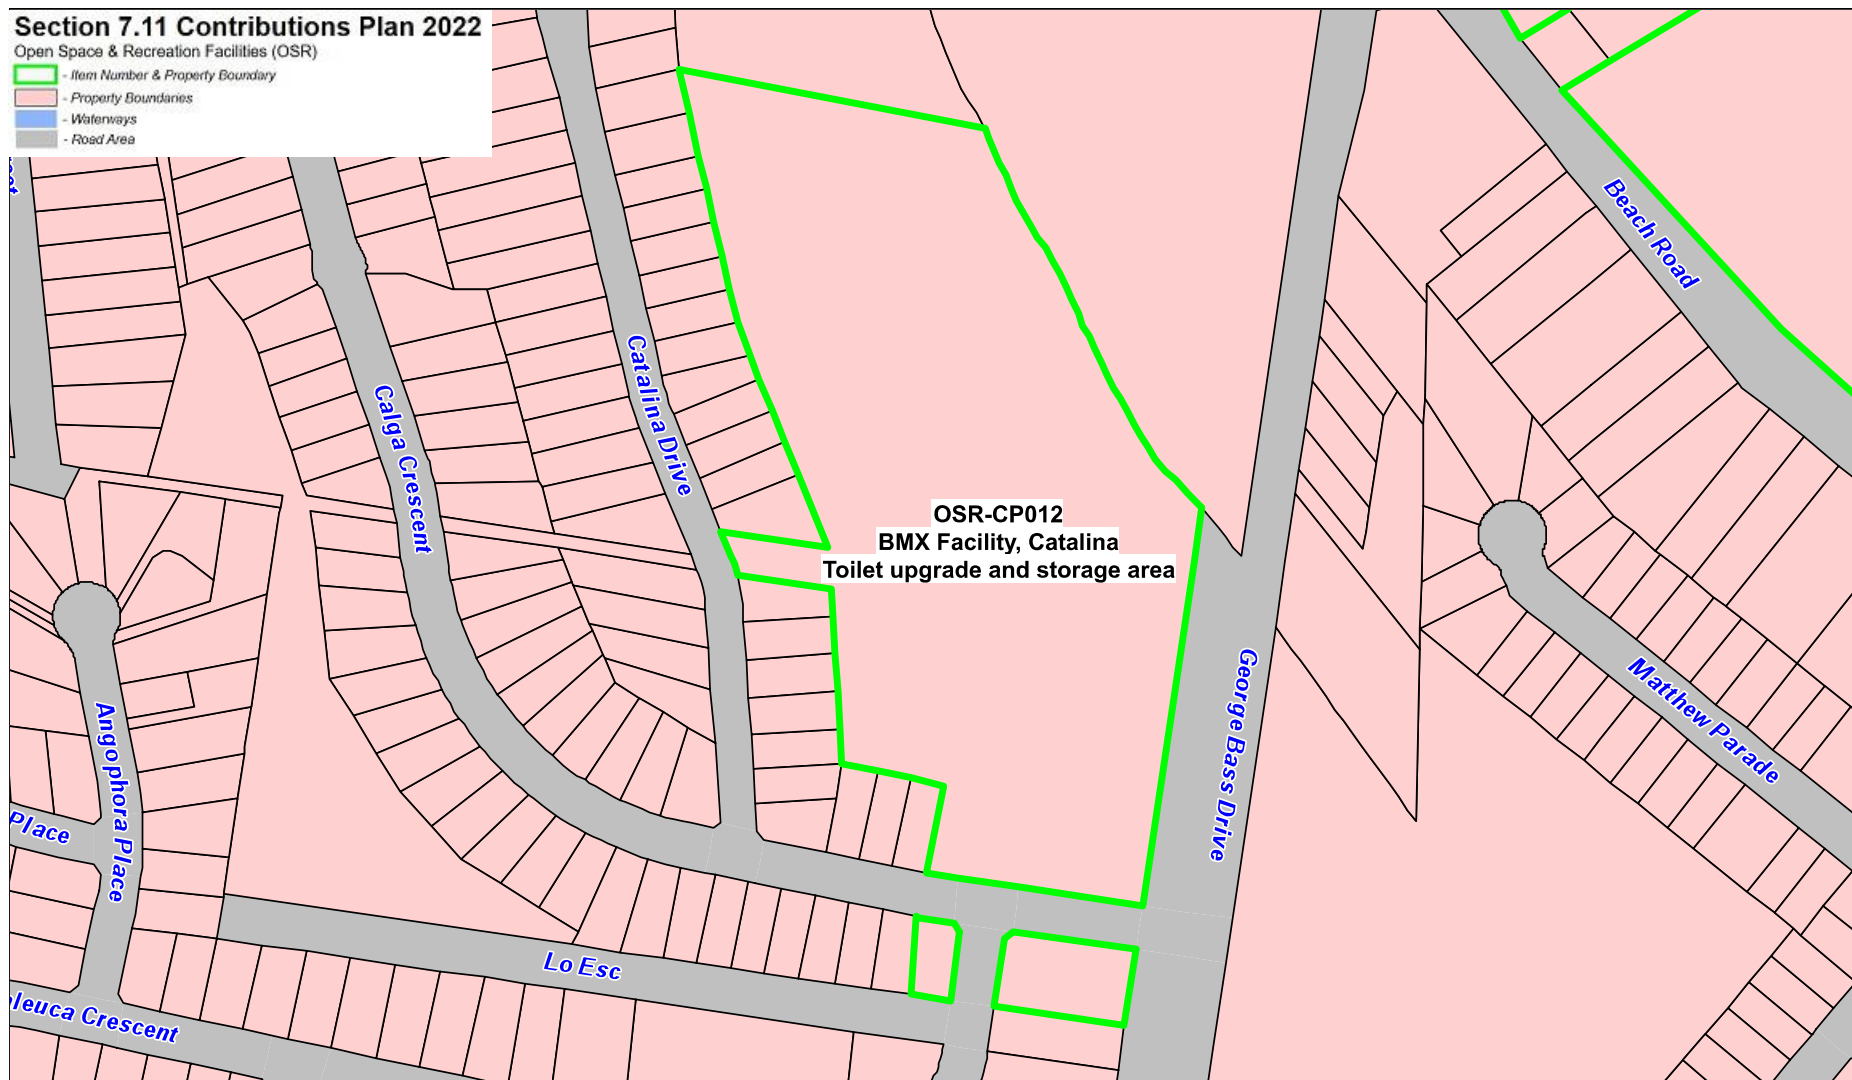 Section 7.11 Contributions Plan 2022
Open Space & Recreation Facilities (OSR)
- Item Number & Property Boundary
- Property Boundaries
- Waterways
- Road Area
Beach Road
Catalina Drive
Calga Crescent
OSR-CP012
BMX Facility, Catalina
Toilet upgrade and storage area
George Bass Drive
Matthew Parade
Angophora Place
Place
Lo Esc
leuca Crescent